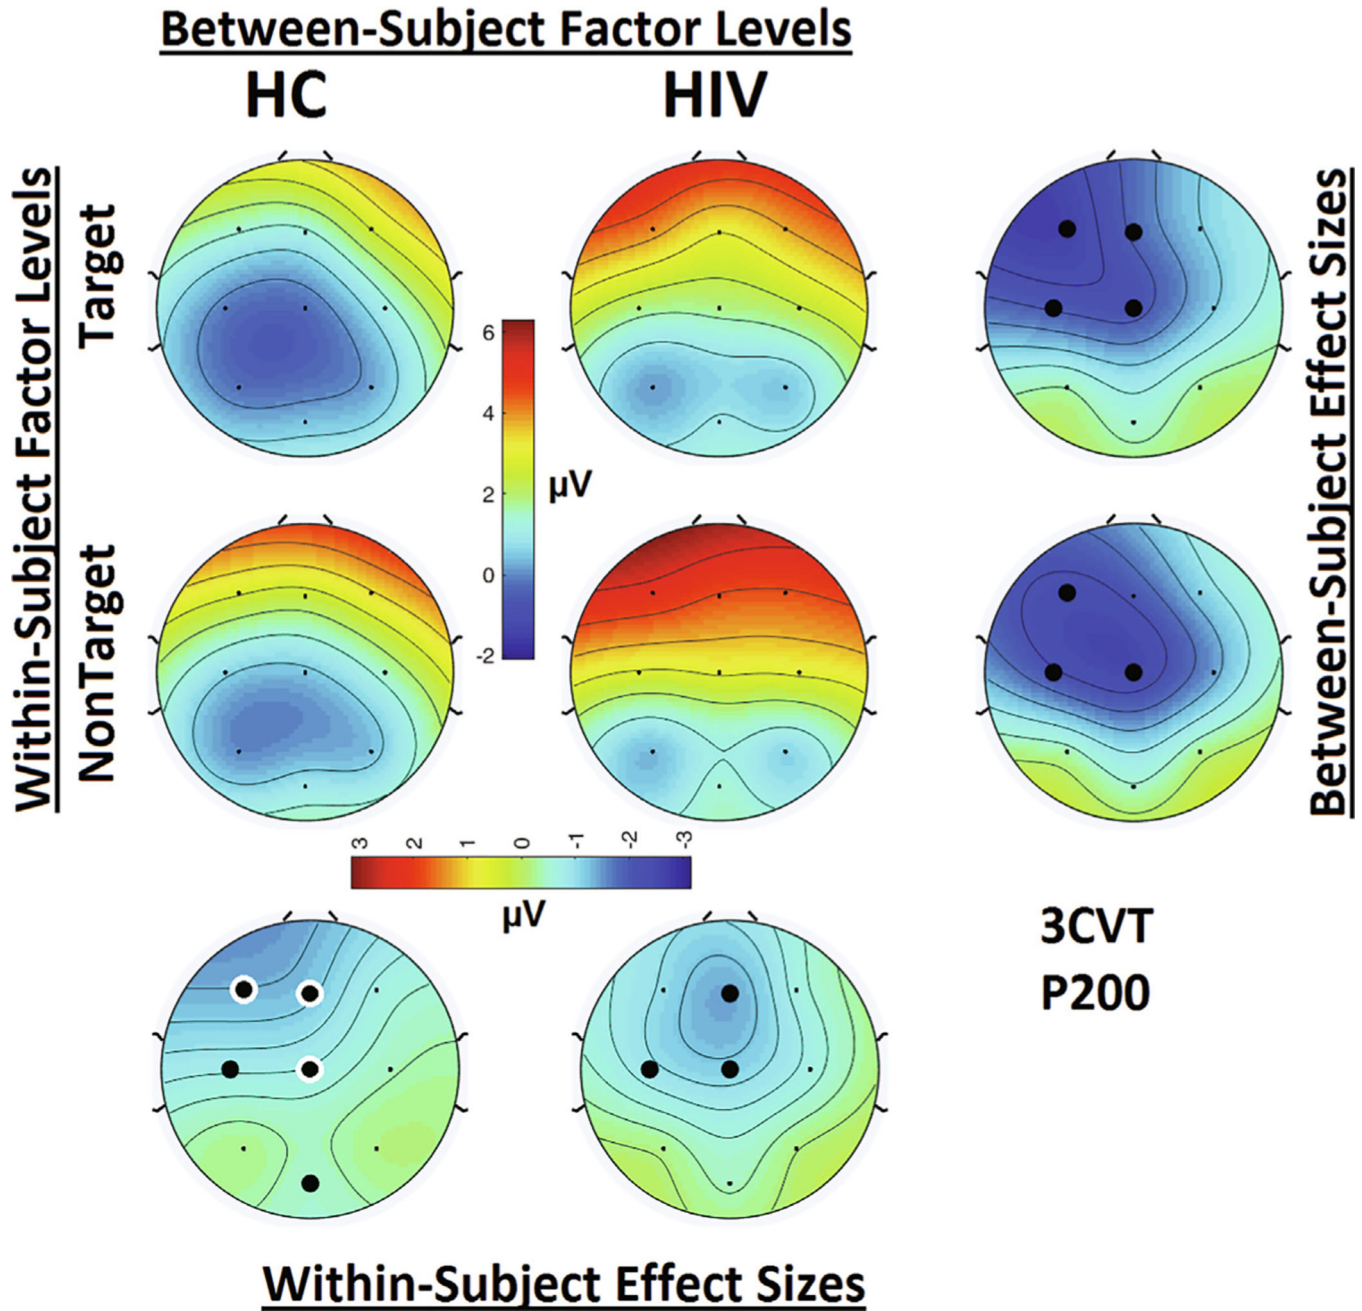 Between-Subject Factor Levels
HC
HIV
Within-Subject Factor Levels
Target
NonTarget
Between-Subject Effect Sizes
6
4
2
0
-2
µV
3
2
1
0
-1
-2
-3
µV
3CVT
P200
Within-Subject Effect Sizes